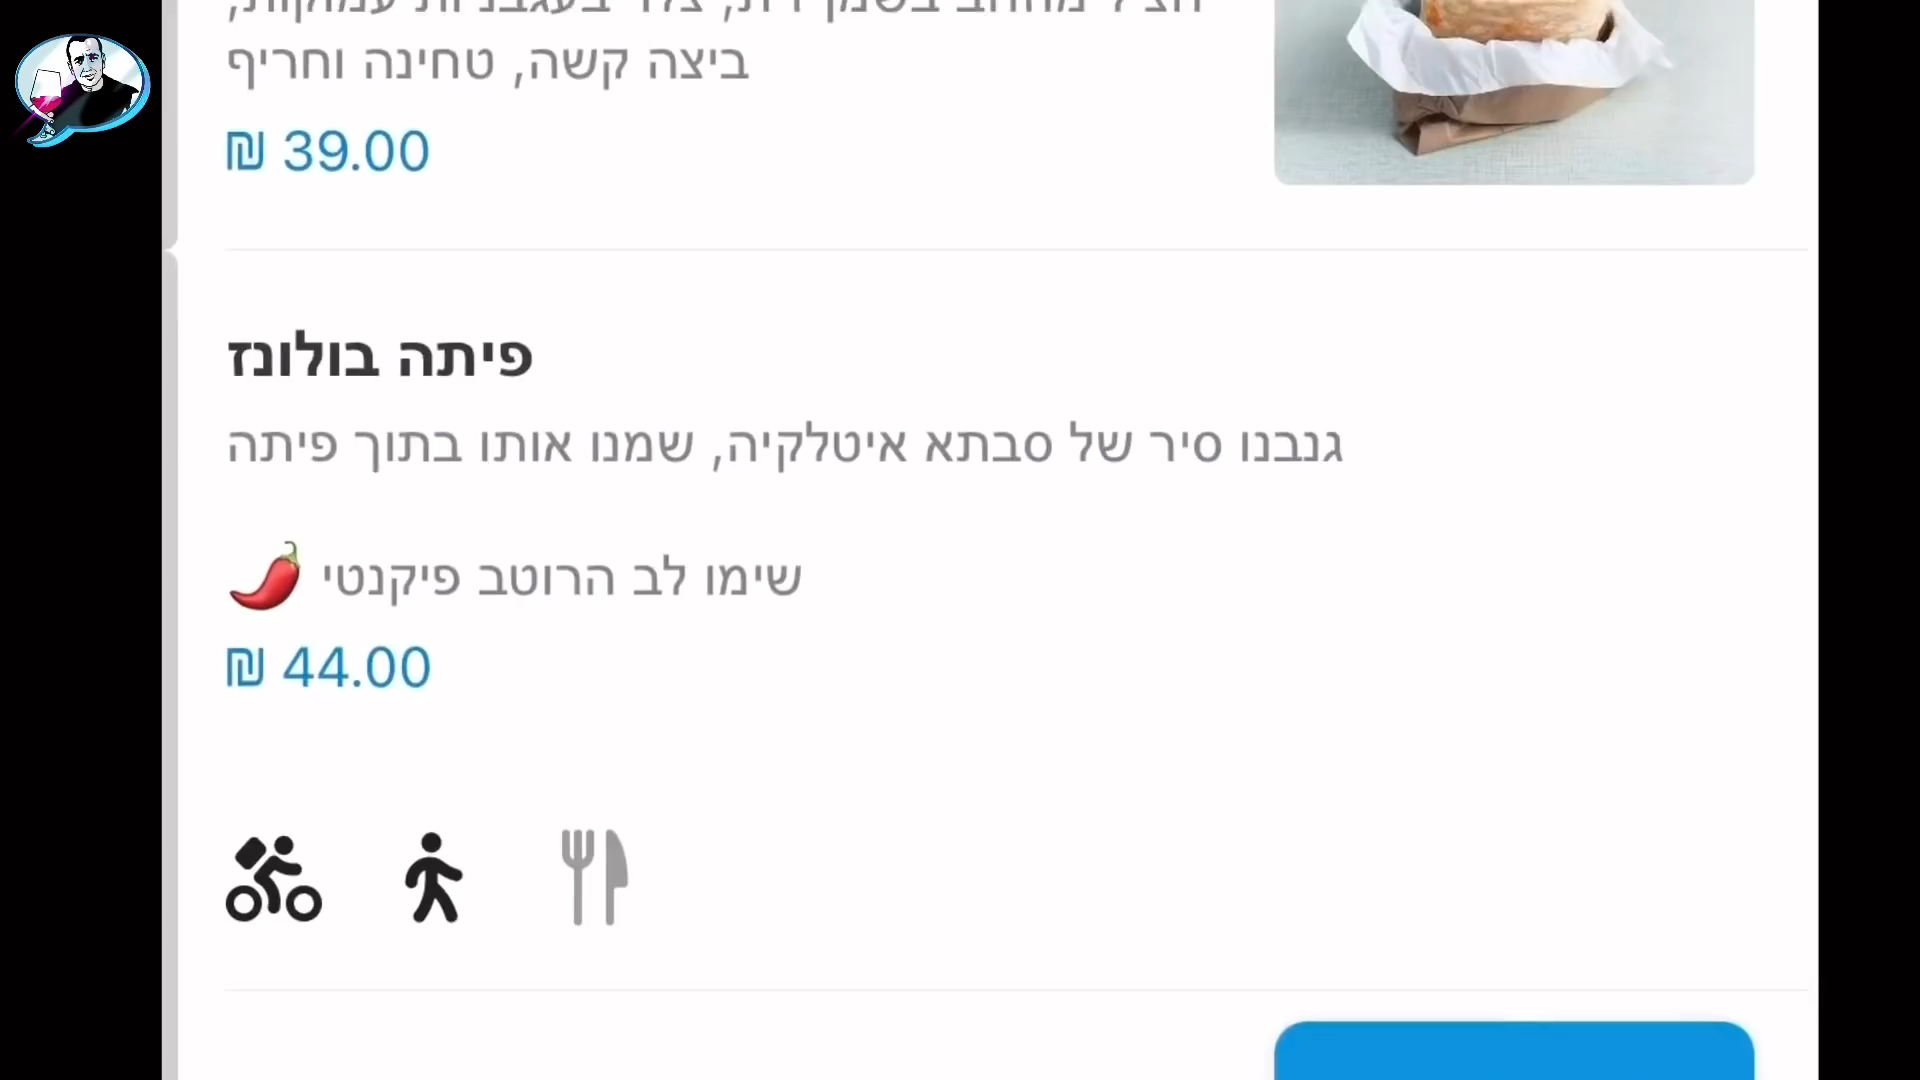 ביצה קשה, טחינה וחריף
₪ 39.00
פיתה בולונז
גנבנו סיר של סבתא איטלקיה, שמנו אותו בתוך פיתה
שימו לב הרוטב פיקנטי 🌶️
₪ 44.00